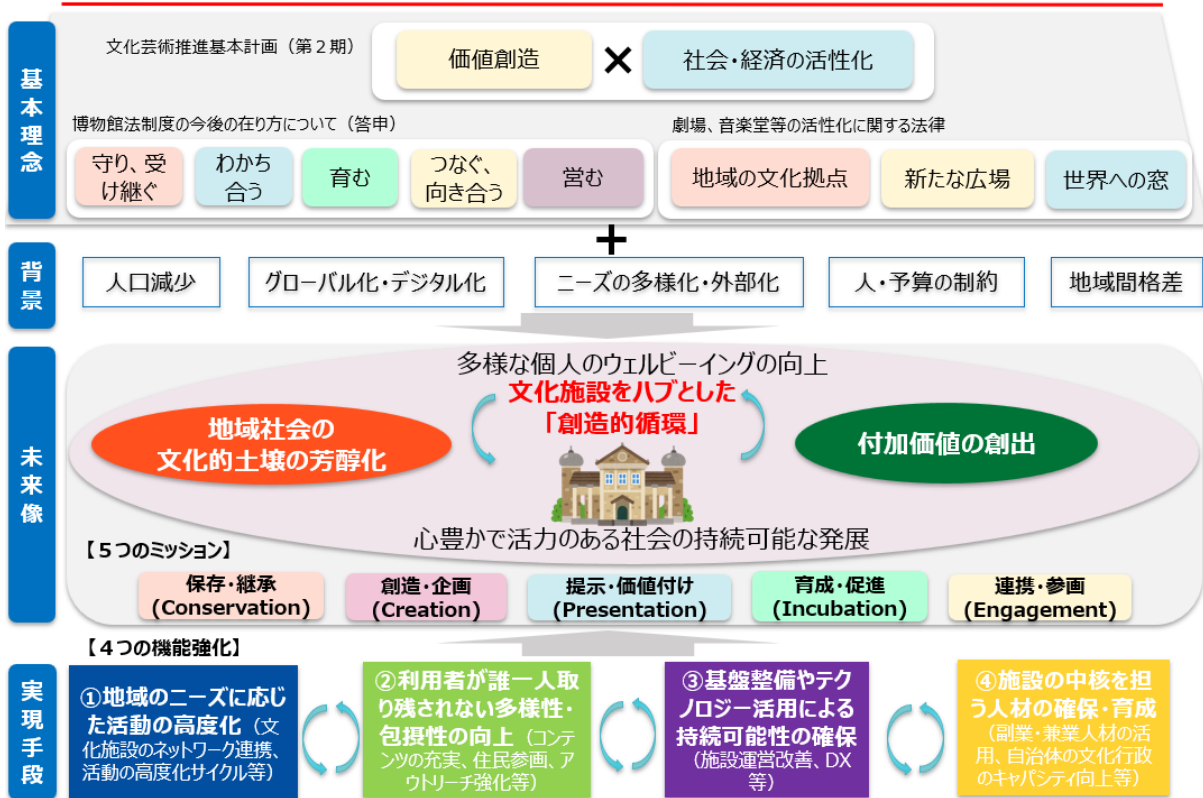 基本理念
文化芸術推進基本計画（第２期）
価値創造
×
社会・経済の活性化
博物館法制度の今後の在り方について（答申）
守り、受
け継ぐ
わかち
合う
育む
つなぐ、
向き合う
営む
劇場、音楽堂等の活性化に関する法律
地域の文化拠点
新たな広場
世界への窓
+
背景
人口減少
グローバル化・デジタル化
ニーズの多様化・外部化
人・予算の制約
地域間格差
未来像
多様な個人のウェルビーイングの向上
文化施設をハブとした
「創造的循環」
地域社会の
文化的土壌の芳醇化
付加価値の創出
心豊かで活力のある社会の持続可能な発展
【５つのミッション】
保存・継承
(Conservation)
創造・企画
(Creation)
提示・価値付け
(Presentation)
育成・促進
(Incubation)
連携・参画
(Engagement)
【４つの機能強化】
実現手段
①地域のニーズに応じ
た活動の高度化（文
化施設のネットワーク連携、
活動の高度化サイクル等）
②利用者が誰一人取
り残されない多様性・
包摂性の向上（コンテ
ンツの充実、住民参画、ア
ウトリーチ強化等）
③基盤整備やテク
ノロジー活用による
持続可能性の確保
（施設運営改善、DX
等）
④施設の中核を担
う人材の確保・育成
（副業・兼業人材の活
用、自治体の文化行政
のキャパシティ向上等）